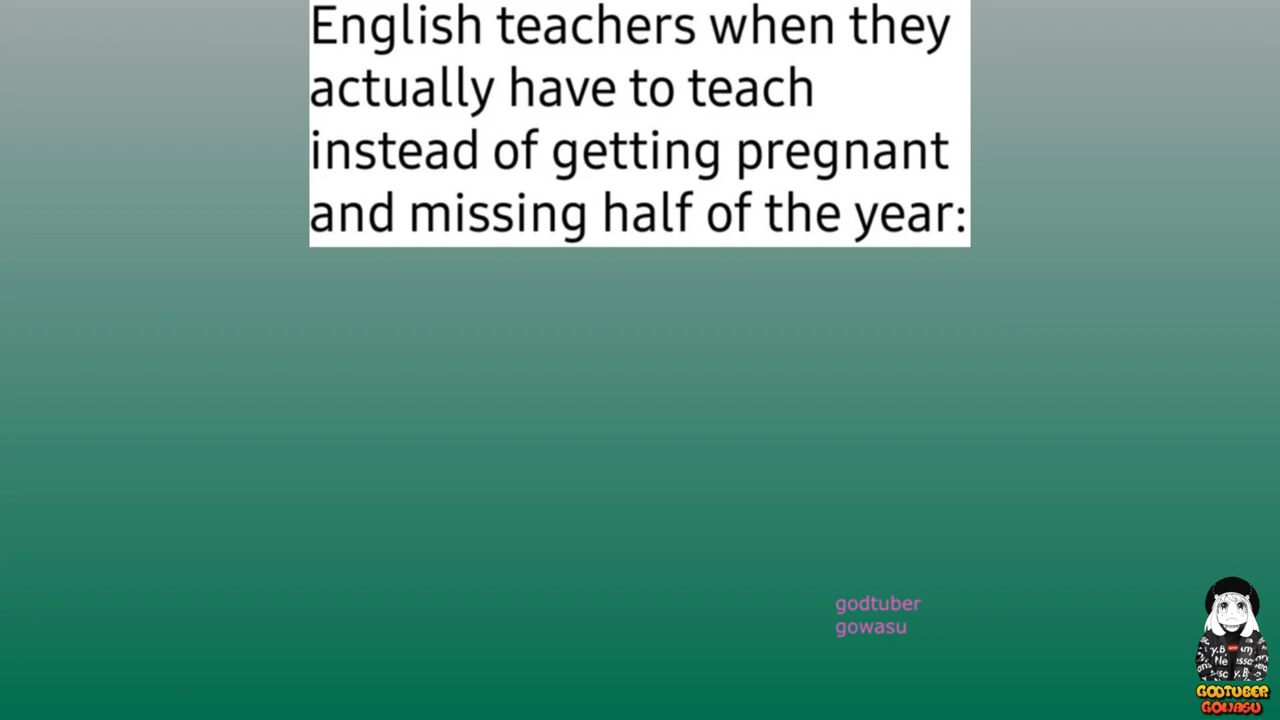 English teachers when they
actually have to teach
instead of getting pregnant
and missing half of the year:
godtuber
gowasu
GODTUBER
GOWASU